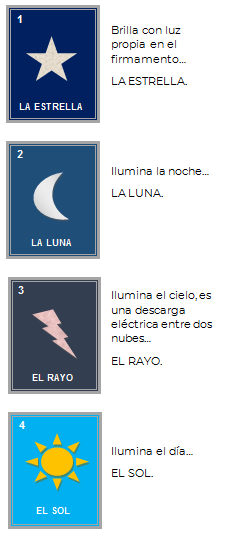 1
LA ESTRELLA
Brilla con luz
propia en el
firmamento...
LA ESTRELLA.
2
LA LUNA
Ilumina la noche...
LA LUNA.
3
EL RAYO
Ilumina el cielo, es
una descarga
eléctrica entre dos
nubes...
EL RAYO.
4
EL SOL
Ilumina el día...
EL SOL.